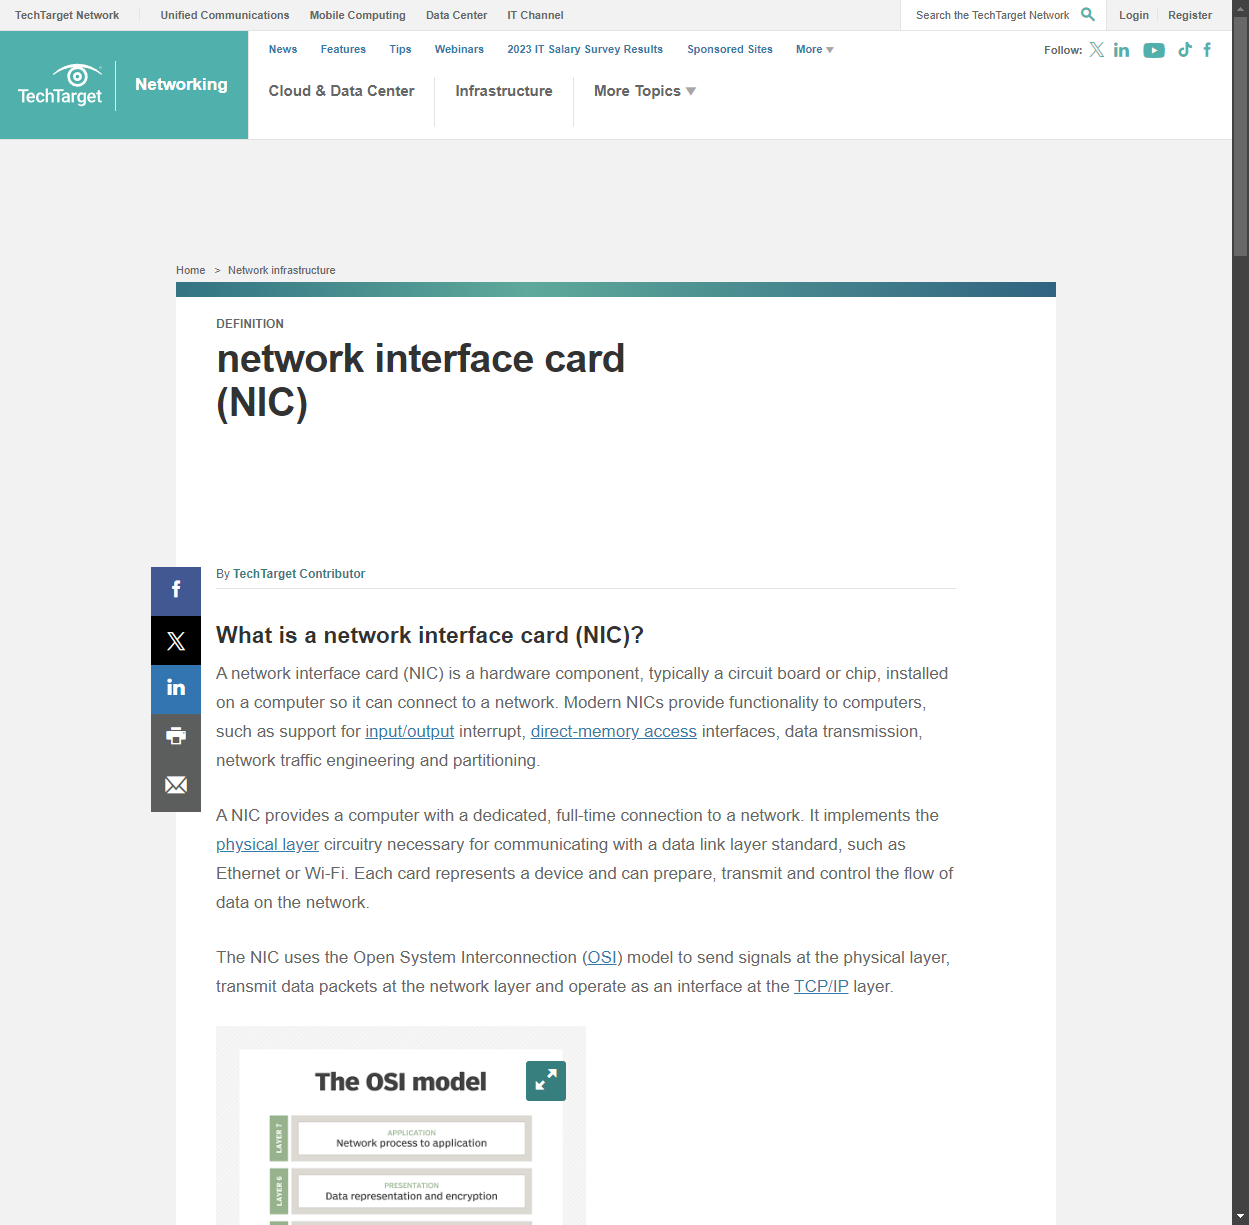 TechTarget Network
Unified Communications
Mobile Computing
Data Center
IT Channel
Search the TechTarget Network
Login
Register
TechTarget
Networking
News
Features
Tips
Webinars
2023 IT Salary Survey Results
Sponsored Sites
More
Follow:
Cloud & Data Center
Infrastructure
More Topics
Home > Network infrastructure
DEFINITION
network interface card
(NIC)
By TechTarget Contributor
What is a network interface card (NIC)?
A network interface card (NIC) is a hardware component, typically a circuit board or chip, installed
on a computer so it can connect to a network. Modern NICs provide functionality to computers,
such as support for input/output interrupt, direct-memory access interfaces, data transmission,
network traffic engineering and partitioning.
A NIC provides a computer with a dedicated, full-time connection to a network. It implements the
physical layer circuitry necessary for communicating with a data link layer standard, such as
Ethernet or Wi-Fi. Each card represents a device and can prepare, transmit and control the flow of
data on the network.
The NIC uses the Open System Interconnection (OSI) model to send signals at the physical layer,
transmit data packets at the network layer and operate as an interface at the TCP/IP layer.
The OSI model
LAYER 7
APPLICATION
Network process to application
LAYER 6
PRESENTATION
Data representation and encryption